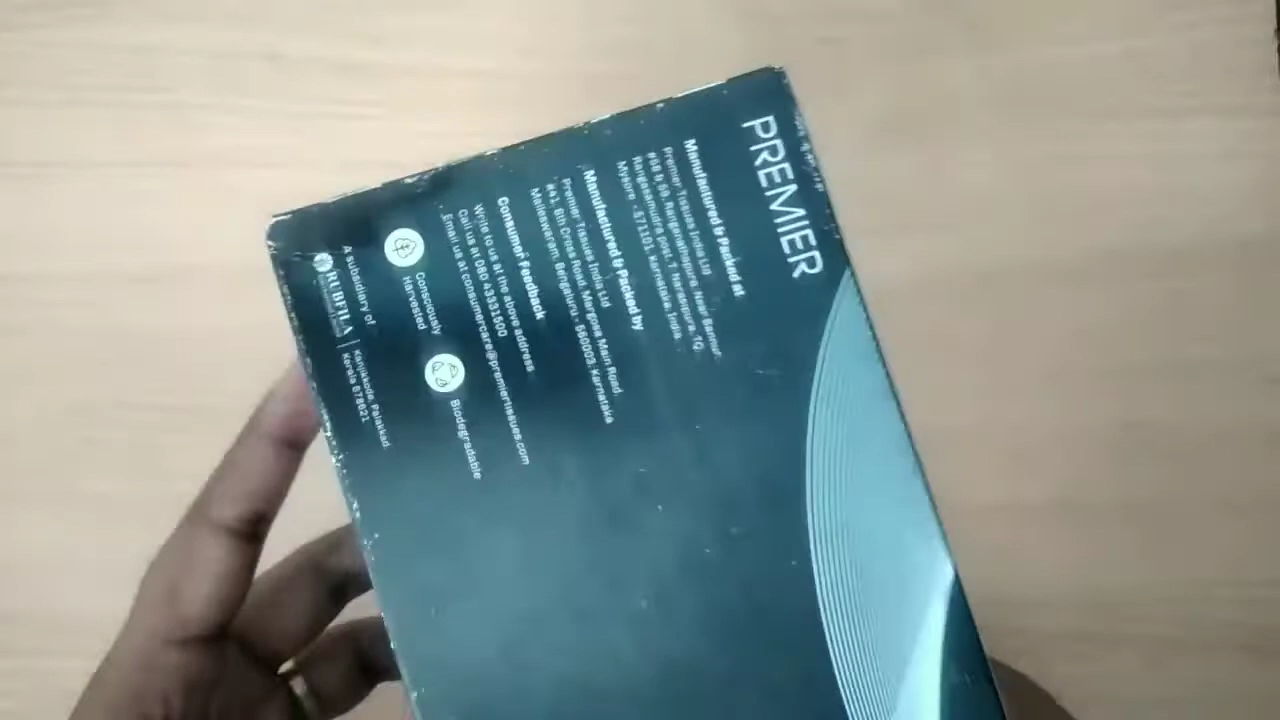 PREMIER
Manufactured & Packed at:
Premier Tissues India Ltd
Rangasamudra post, T. Narasipura, TQ,
Mysore - 571101, Karnataka, India.
Manufactured & Packed by
Premier Tissues India Ltd
#41, 6th Cross Road, Margosa Main Road,
Malleswaram, Bengaluru - 560003, Karnataka
Consumer Feedback
Write to us at the above address
Call us at 080 43331500
Email us at consumercare@premiertissues.com
Consciously
Harvested
Biodegradable
A subsidiary of
RUBFILA
Kanjikkode, Palakkad,
Kerala 678621